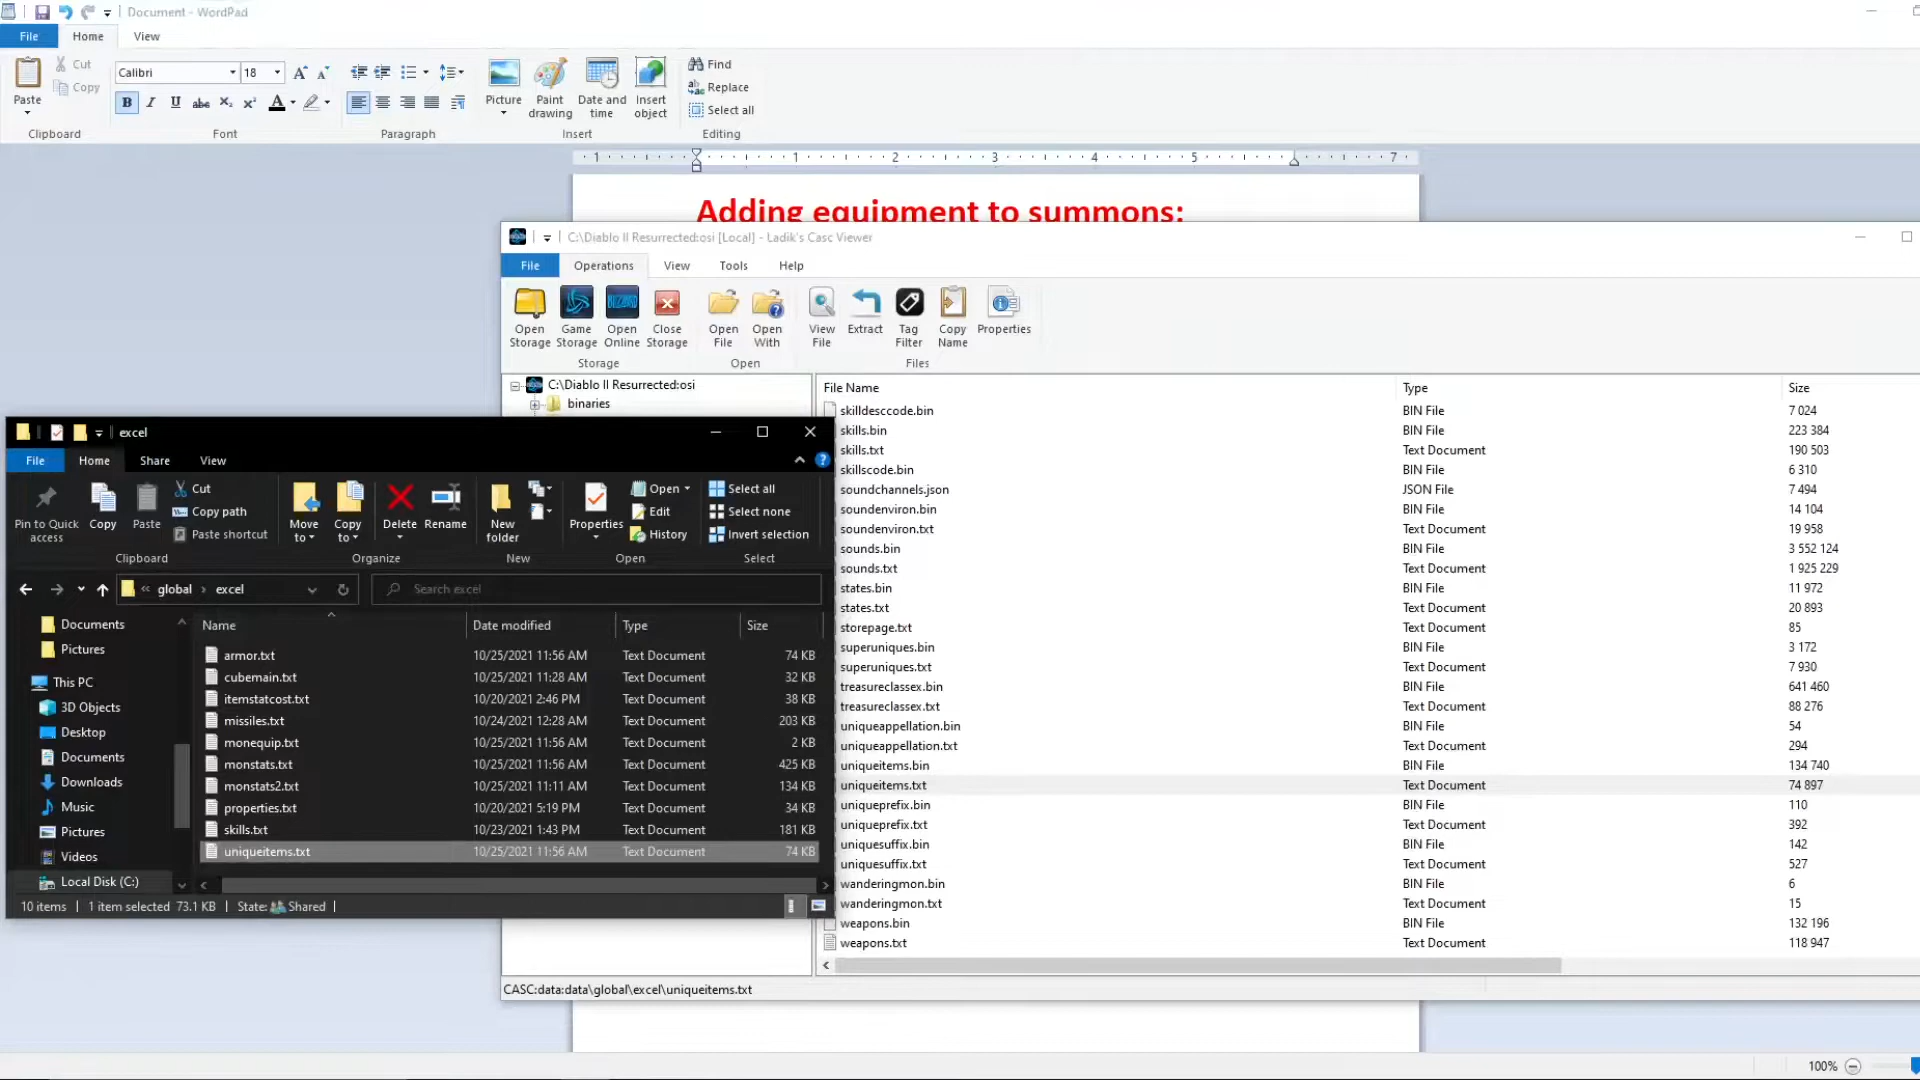 Document - WordPad
File Home View
Paste Cut Copy
Calibri 18
B I U abc X₂ X² A
Picture Paint drawing Date and time Insert object
Find
Replace
Select all
Clipboard Font Paragraph Insert Editing
1 1 2 3 4 5 7
Adding equipment to summons:
C:\Diablo II Resurrected:osi [Local] - Ladik's Casc Viewer
File Operations View Tools Help
Open Storage Game Storage Open Online Close Storage Open File Open With View File Extract Tag Filter Copy Name Properties
Storage Open Files
C:\Diablo II Resurrected:osi
binaries
File Name Type Size
skilldesccode.bin BIN File 7 024
skills.bin BIN File 223 384
skills.txt Text Document 190 503
skillscode.bin BIN File 6 310
soundchannels.json JSON File 7 494
soundenviron.bin BIN File 14 104
soundenviron.txt Text Document 19 958
sounds.bin BIN File 3 552 124
sounds.txt Text Document 1 925 229
states.bin BIN File 11 972
states.txt Text Document 20 893
storepage.txt Text Document 85
superuniques.bin BIN File 3 172
superuniques.txt Text Document 7 930
treasureclassex.bin BIN File 641 460
treasureclassex.txt Text Document 88 276
uniqueappellation.bin BIN File 54
uniqueappellation.txt Text Document 294
uniqueitems.bin BIN File 134 740
uniqueitems.txt Text Document 74 897
uniqueprefix.bin BIN File 110
uniqueprefix.txt Text Document 392
uniquesuffix.bin BIN File 142
uniquesuffix.txt Text Document 527
wanderingmon.bin BIN File 6
wanderingmon.txt Text Document 15
weapons.bin BIN File 132 196
weapons.txt Text Document 118 947
CASC:data:data\global\excel\uniqueitems.txt
excel
File Home Share View
Pin to Quick access Copy Paste
Cut
Copy path
Paste shortcut
Move to Copy to Delete Rename New folder Properties
Open
Edit
History
Select all
Select none
Invert selection
Clipboard Organize New Open Select
« global › excel Search excel
Documents
Pictures
This PC
3D Objects
Desktop
Documents
Downloads
Music
Pictures
Videos
Local Disk (C:)
Name Date modified Type Size
armor.txt 10/25/2021 11:56 AM Text Document 74 KB
cubemain.txt 10/25/2021 11:28 AM Text Document 32 KB
itemstatcost.txt 10/20/2021 2:46 PM Text Document 38 KB
missiles.txt 10/24/2021 12:28 AM Text Document 203 KB
monequip.txt 10/25/2021 11:56 AM Text Document 2 KB
monstats.txt 10/25/2021 11:56 AM Text Document 425 KB
monstats2.txt 10/25/2021 11:11 AM Text Document 134 KB
properties.txt 10/20/2021 5:19 PM Text Document 34 KB
skills.txt 10/23/2021 1:43 PM Text Document 181 KB
uniqueitems.txt 10/25/2021 11:56 AM Text Document 74 KB
10 items 1 item selected 73.1 KB State: Shared
100%